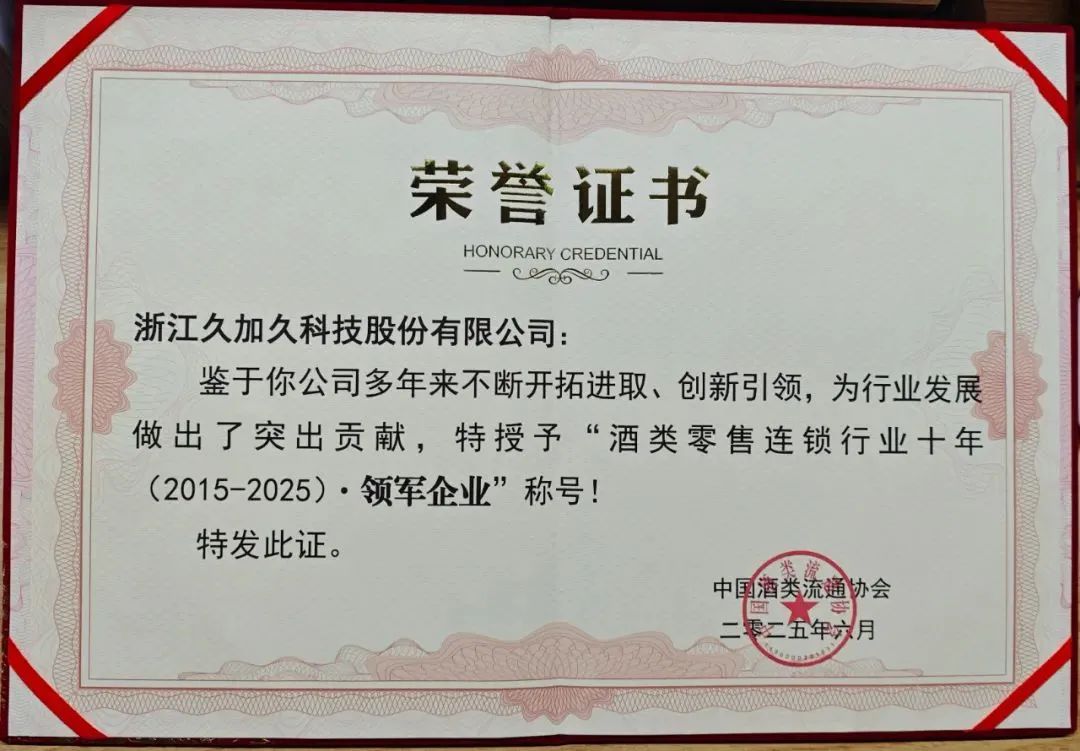 荣誉证书
HONORARY CREDENTIAL
浙江久加久科技股份有限公司：
鉴于你公司多年来不断开拓进取、创新引领，为行业发展
做出了突出贡献，特授予“酒类零售连锁行业十年
（2015-2025）·领军企业”称号！
特发此证。
中国酒类流通协会
二零二五年六月